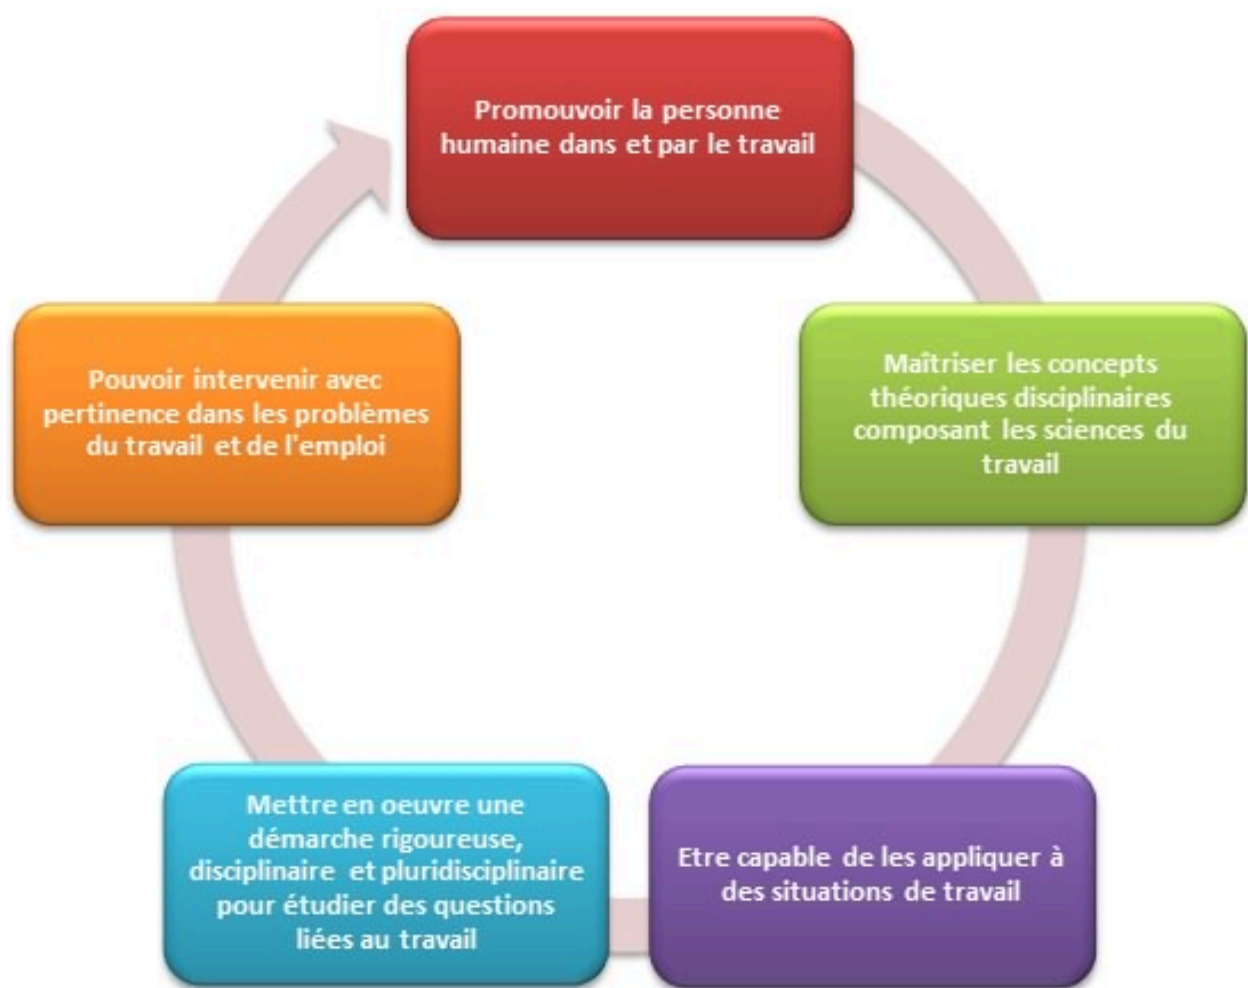 Promouvoir la personne
humaine dans et par le travail
Maîtriser les concepts
théoriques disciplinaires
composant les sciences du
travail
Etre capable de les appliquer à
des situations de travail
Mettre en oeuvre une
démarche rigoureuse,
disciplinaire et pluridisciplinaire
pour étudier des questions
liées au travail
Pouvoir intervenir avec
pertinence dans les problèmes
du travail et de l'emploi